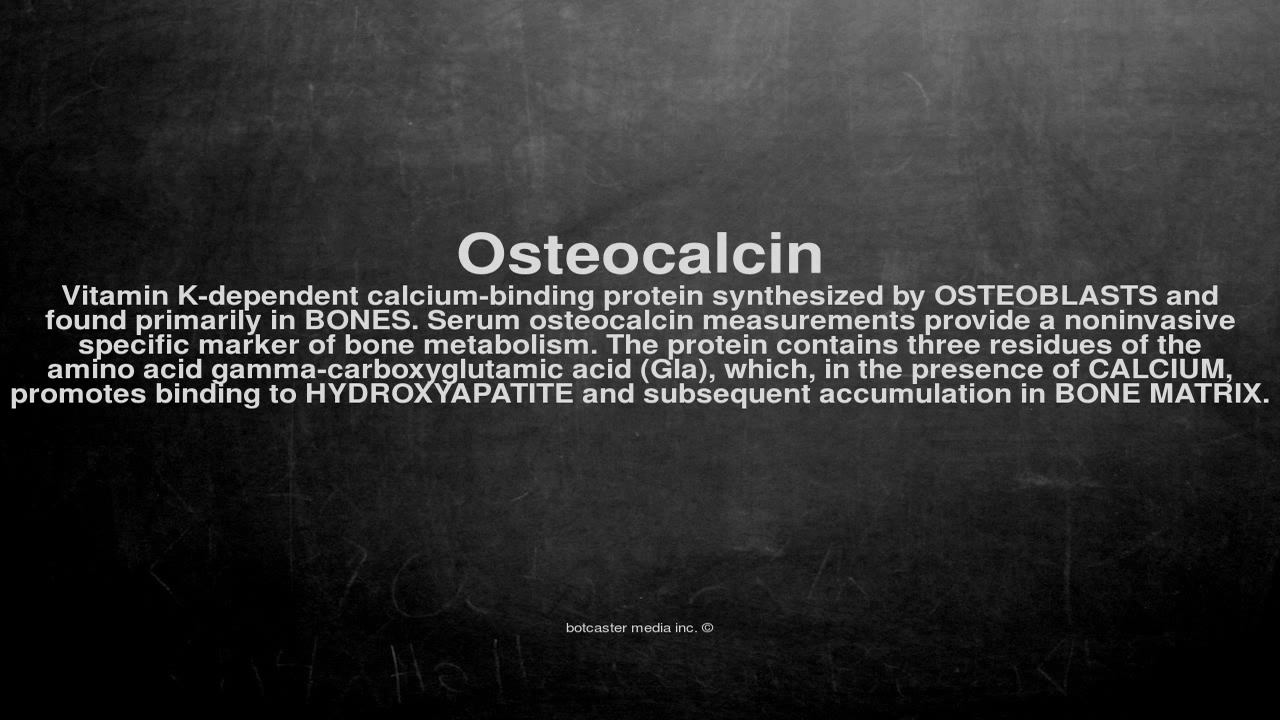 Osteocalcin
Vitamin K-dependent calcium-binding protein synthesized by OSTEOBLASTS and
found primarily in BONES. Serum osteocalcin measurements provide a noninvasive
specific marker of bone metabolism. The protein contains three residues of the
amino acid gamma-carboxyglutamic acid (Gla), which, in the presence of CALCIUM,
promotes binding to HYDROXYAPATITE and subsequent accumulation in BONE MATRIX.
botcaster media inc. ©